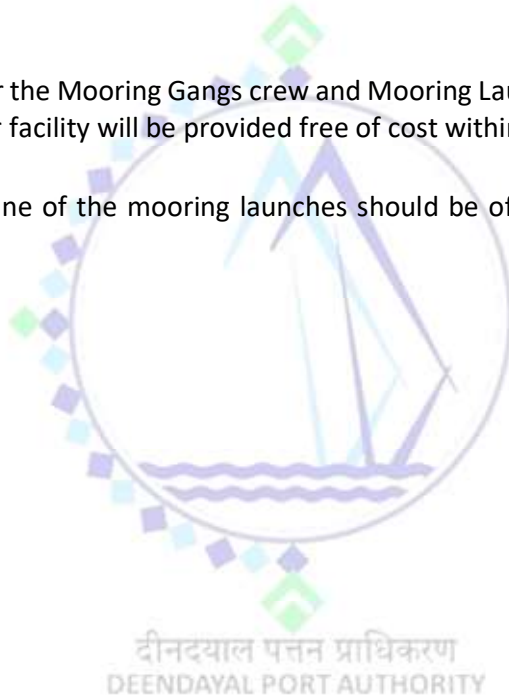 r the Mooring Gangs crew and Mooring Lau
r facility will be provided free of cost within
ne of the mooring launches should be of
दीनदयाल पत्तन प्राधिकरण
DEENDAYAL PORT AUTHORITY